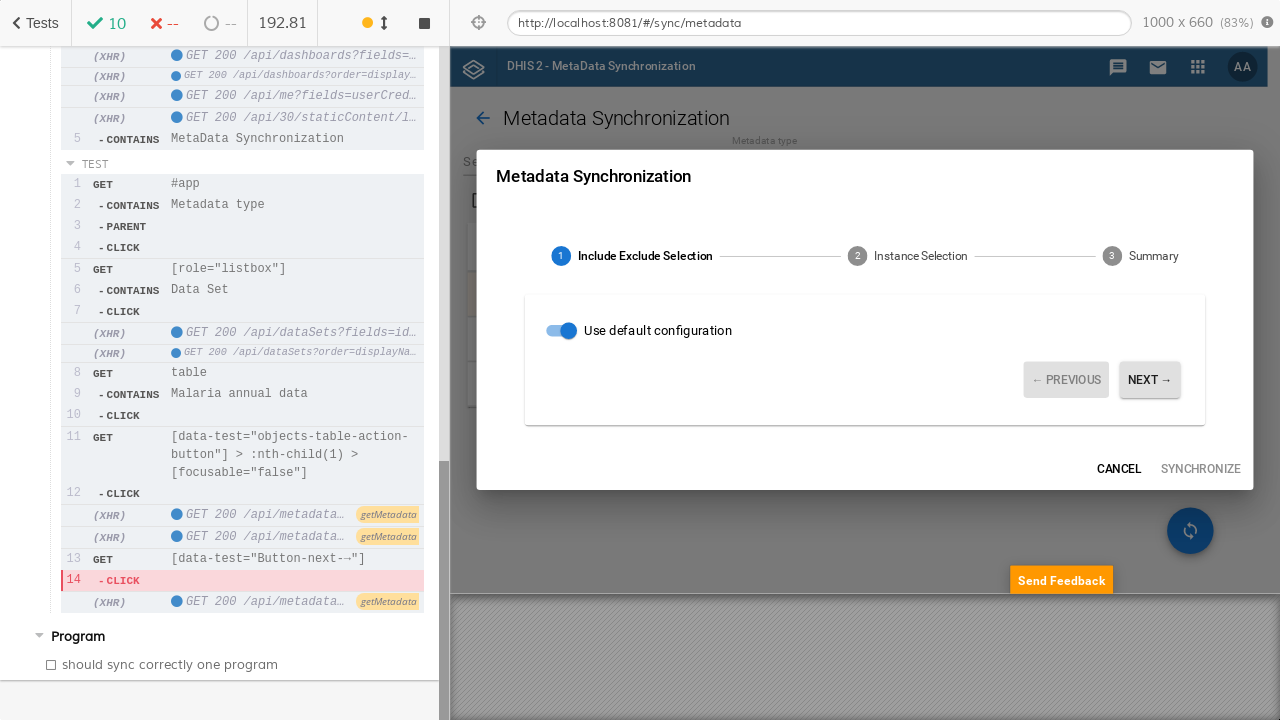 Tests
10
--
--
192.81
http://localhost:8081/#/sync/metadata
1000 x 660 (83%)
(XHR) GET 200 /api/dashboards?fields=…
(XHR) GET 200 /api/dashboards?order=display…
(XHR) GET 200 /api/me?fields=userCred…
(XHR) GET 200 /api/30/staticContent/l…
5 - CONTAINS MetaData Synchronization
TEST
1 GET #app
2 - CONTAINS Metadata type
3 - PARENT
4 - CLICK
5 GET [role="listbox"]
6 - CONTAINS Data Set
7 - CLICK
(XHR) GET 200 /api/dataSets?fields=id…
(XHR) GET 200 /api/dataSets?order=displayNa…
8 GET table
9 - CONTAINS Malaria annual data
10 - CLICK
11 GET [data-test="objects-table-action-
button"] > :nth-child(1) >
[focusable="false"]
12 - CLICK
(XHR) GET 200 /api/metadata… getMetadata
(XHR) GET 200 /api/metadata… getMetadata
13 GET [data-test="Button-next-→"]
14 - CLICK
(XHR) GET 200 /api/metadata… getMetadata
Program
should sync correctly one program
DHIS 2 - MetaData Synchronization
AA
Metadata Synchronization
Metadata type
Se
Metadata Synchronization
1 Include Exclude Selection
2 Instance Selection
3 Summary
Use default configuration
← PREVIOUS
NEXT →
CANCEL
SYNCHRONIZE
Send Feedback